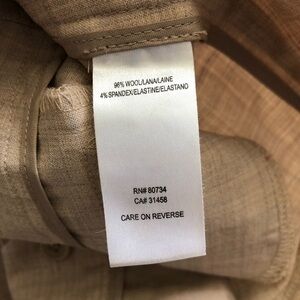 96% WOOL/LANA/LAINE
4% SPANDEX/ELASTINE/ELASTANO
RN# 80734
CA# 31458
CARE ON REVERSE